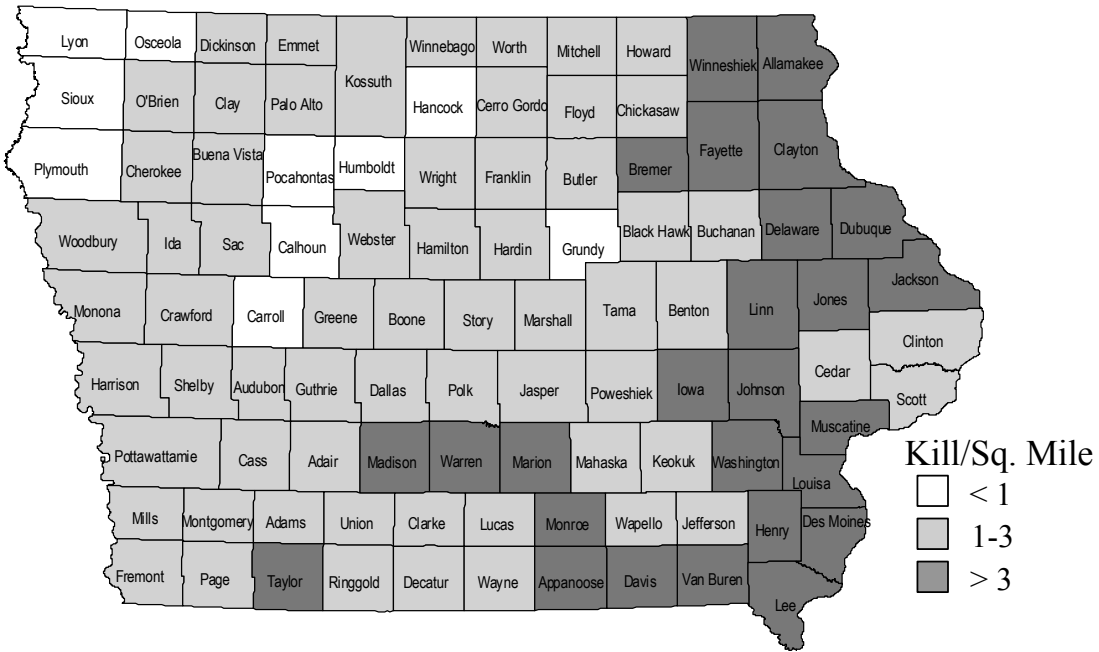 Lyon
Osceola
Dickinson
Emmet
Kossuth
Winnebago
Worth
Mitchell
Howard
Winneshiek
Allamakee
Sioux
O'Brien
Clay
Palo Alto
Hancock
Cerro Gordo
Floyd
Chickasaw
Plymouth
Cherokee
Buena Vista
Pocahontas
Humboldt
Wright
Franklin
Butler
Bremer
Fayette
Clayton
Woodbury
Ida
Sac
Calhoun
Webster
Hamilton
Hardin
Grundy
Black Hawk
Buchanan
Delaware
Dubuque
Monona
Crawford
Carroll
Greene
Boone
Story
Marshall
Tama
Benton
Linn
Jones
Jackson
Clinton
Harrison
Shelby
Audubon
Guthrie
Dallas
Polk
Jasper
Poweshiek
Iowa
Johnson
Cedar
Scott
Muscatine
Pottawattamie
Cass
Adair
Madison
Warren
Marion
Mahaska
Keokuk
Washington
Louisa
Mills
Montgomery
Adams
Union
Clarke
Lucas
Monroe
Wapello
Jefferson
Henry
Des Moines
Fremont
Page
Taylor
Ringgold
Decatur
Wayne
Appanoose
Davis
Van Buren
Lee
Kill/Sq. Mile
< 1
1-3
> 3